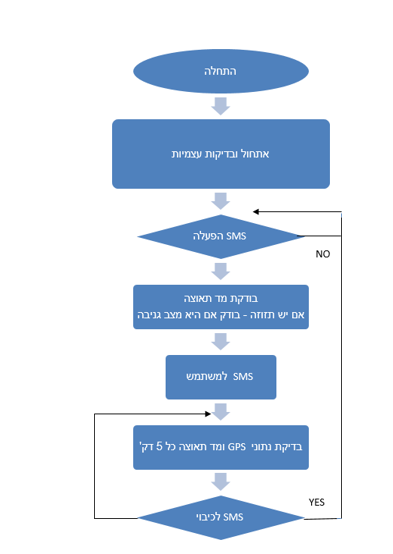 התחלה
אתחול ובדיקות עצמיות
SMS הפעלה
NO
בודקת מד תאוצה
אם יש תזוזה - בודק אם היא מצב גניבה
SMS למשתמש
בדיקת נתוני GPS ומד תאוצה כל 5 דק'
YES
SMS לכיבוי